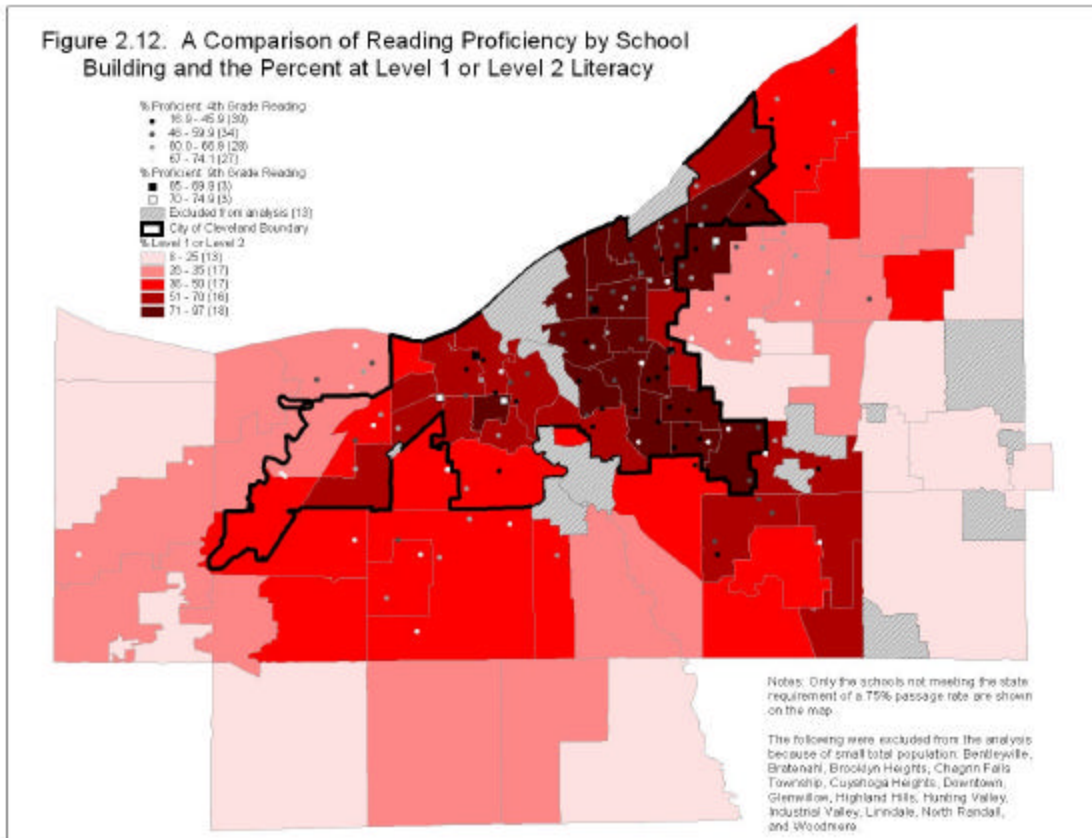 Figure 2.12. A Comparison of Reading Proficiency by School
Building and the Percent at Level 1 or Level 2 Literacy
% Proficient 4th Grade Reading
16.9 - 45.9 (30)
46 - 59.9 (34)
60.0 - 66.9 (28)
67 - 74.1 (27)
% Proficient 9th Grade Reading
65 - 69.9 (3)
70 - 74.9 (5)
Excluded from analysis (13)
City of Cleveland Boundary
% Level 1 or Level 2
8 - 25 (13)
26 - 35 (17)
36 - 50 (17)
51 - 70 (16)
71 - 97 (18)
Notes: Only the schools not meeting the state
requirement of a 75% passage rate are shown
on the map.
The following were excluded from the analysis
because of small total population: Bentleyville,
Bratenahl, Brooklyn Heights, Chagrin Falls
Township, Cuyahoga Heights, Downtown,
Glenwillow, Highland Hills, Hunting Valley,
Industrial Valley, Linndale, North Randall,
and Woodmere